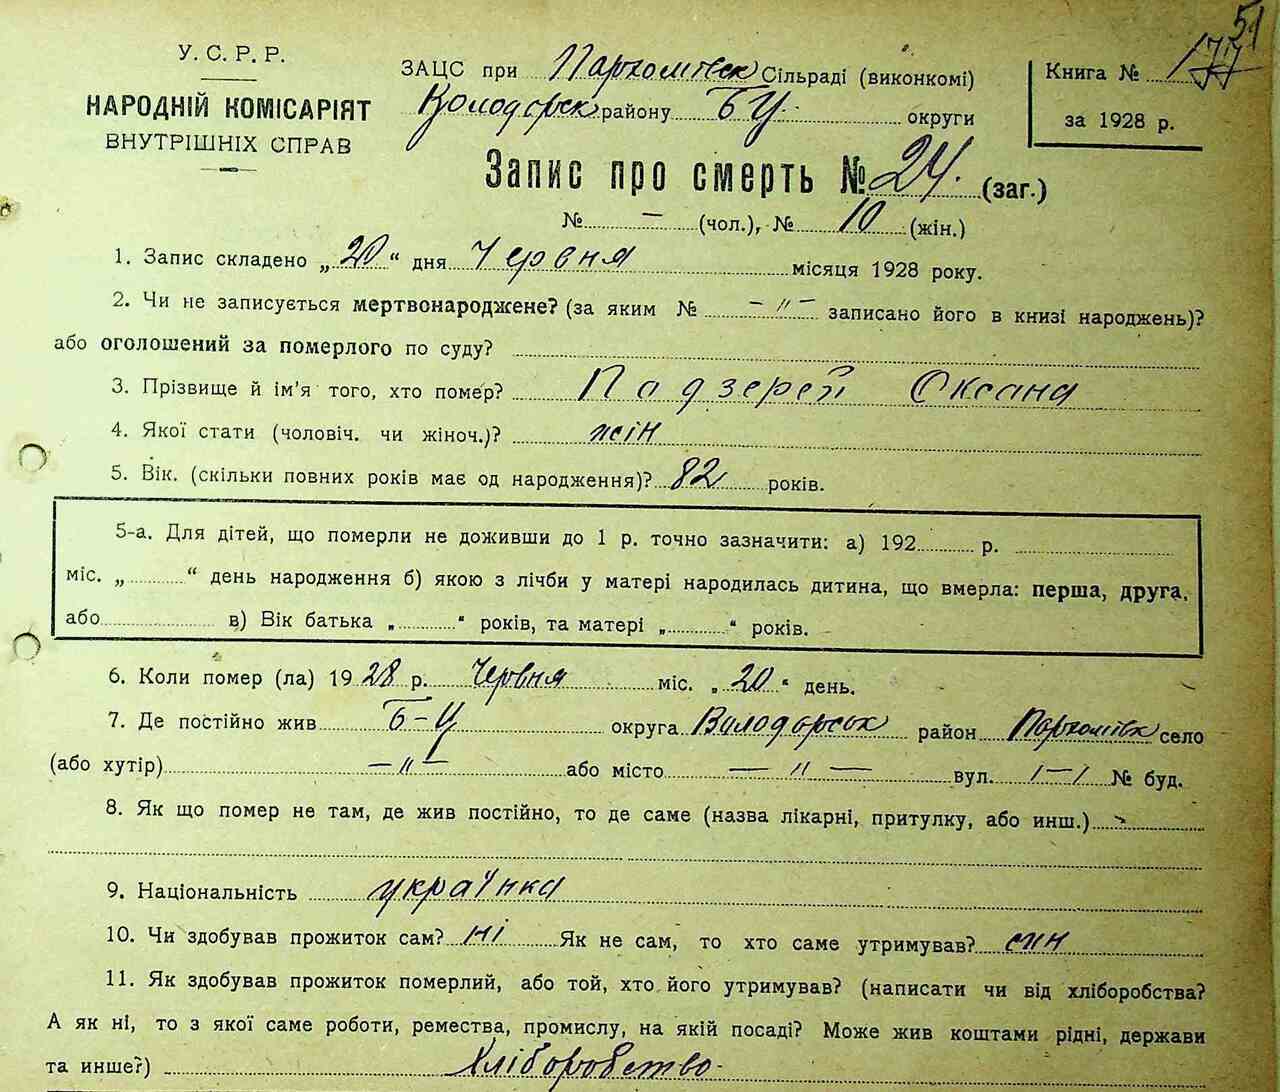 51
У. С. Р. Р.
НАРОДНІЙ КОМІСАРІЯТ
ВНУТРІШНІХ СПРАВ
ЗАЦС при Пархомівск Сільраді (виконкомі)
Володарск району БЦ. округи
Книга № 177
за 1928 р.
Запис про смерть № 24. (заг.)
№ — (чол.), № 10 (жін.)
1. Запис складено „20“ дня Червня місяця 1928 року.
2. Чи не записується мертвонароджене? (за яким № -〃- записано його в книзі народжень)?
або оголошений за померлого по суду?
3. Прізвище й ім'я того, хто помер? Падзерей Оксана
4. Якої стати (чоловіч. чи жіноч.)? жін
5. Вік. (скільки повних років має од народження)? 82 років.
5-а. Для дітей, що померли не доживши до 1 р. точно зазначити: а) 192 р.
міс. „ “ день народження б) якою з лічби у матері народилась дитина, що вмерла: перша, друга,
або в) Вік батька „ “ років, та матері „ “ років.
6. Коли помер (ла) 1928 р. Червня міс. „20“ день.
7. Де постійно жив Б-Ц округа Володарськ район Пархомівк село
(або хутір) -〃- або місто —〃— вул. /—/ № буд.
8. Як що помер не там, де жив постійно, то де саме (назва лікарні, притулку, або инш.)
9. Національність українка
10. Чи здобував прожиток сам? ні Як не сам, то хто саме утримував? син
11. Як здобував прожиток померлий, або той, хто його утримував? (написати чи від хліборобства?
А як ні, то з якої саме роботи, ремества, промислу, на якій посаді? Може жив коштами рідні, держави
та инше?) Хліборобство.